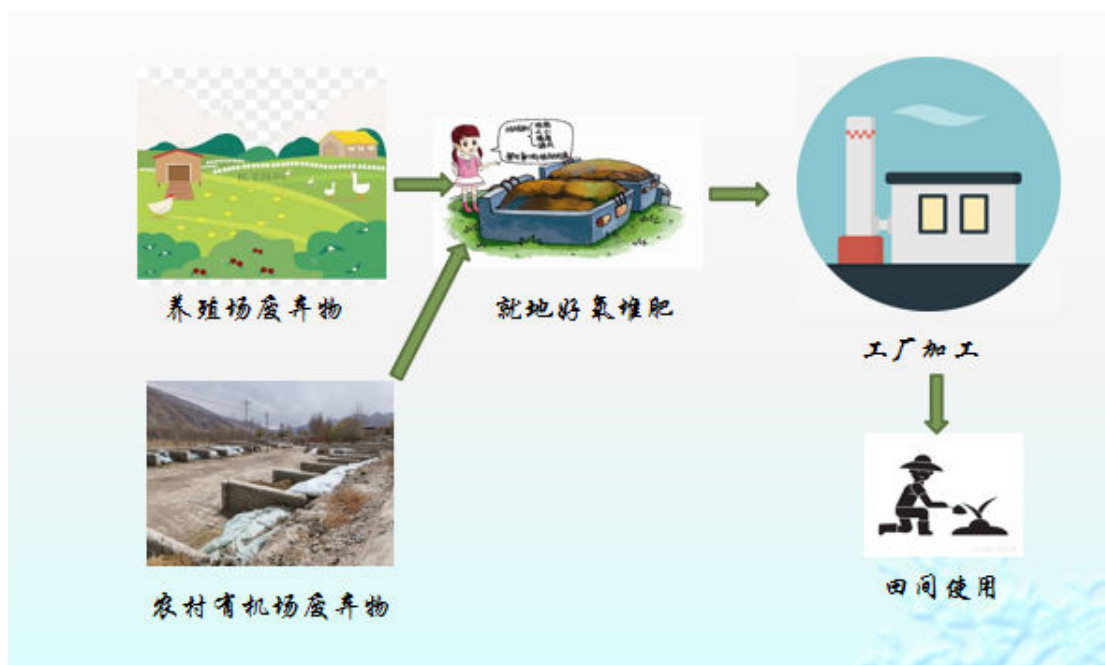 养殖场废弃物
就地好氧堆肥
工厂加工
农村有机场废弃物
田间使用